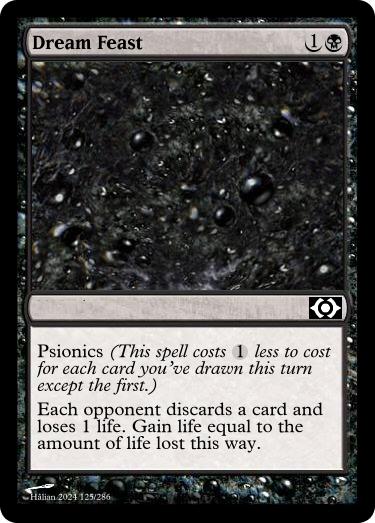 Dream Feast 1
Psionics (This spell costs 1 less to cost
for each card you've drawn this turn
except the first.)
Each opponent discards a card and
loses 1 life. Gain life equal to the
amount of life lost this way.
Hálian 2024 125/286